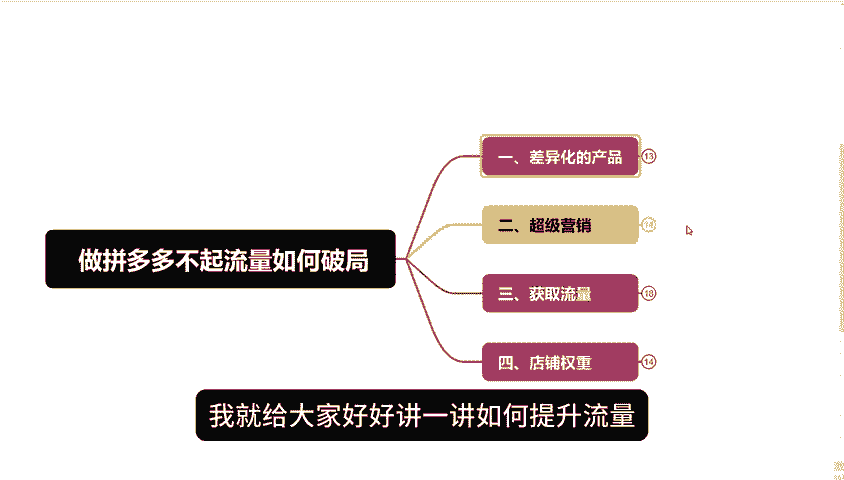 做拼多多不起流量如何破局
一、差异化的产品
13
二、超级营销
三、获取流量
18
四、店铺权重
14
我就给大家好好讲一讲如何提升流量